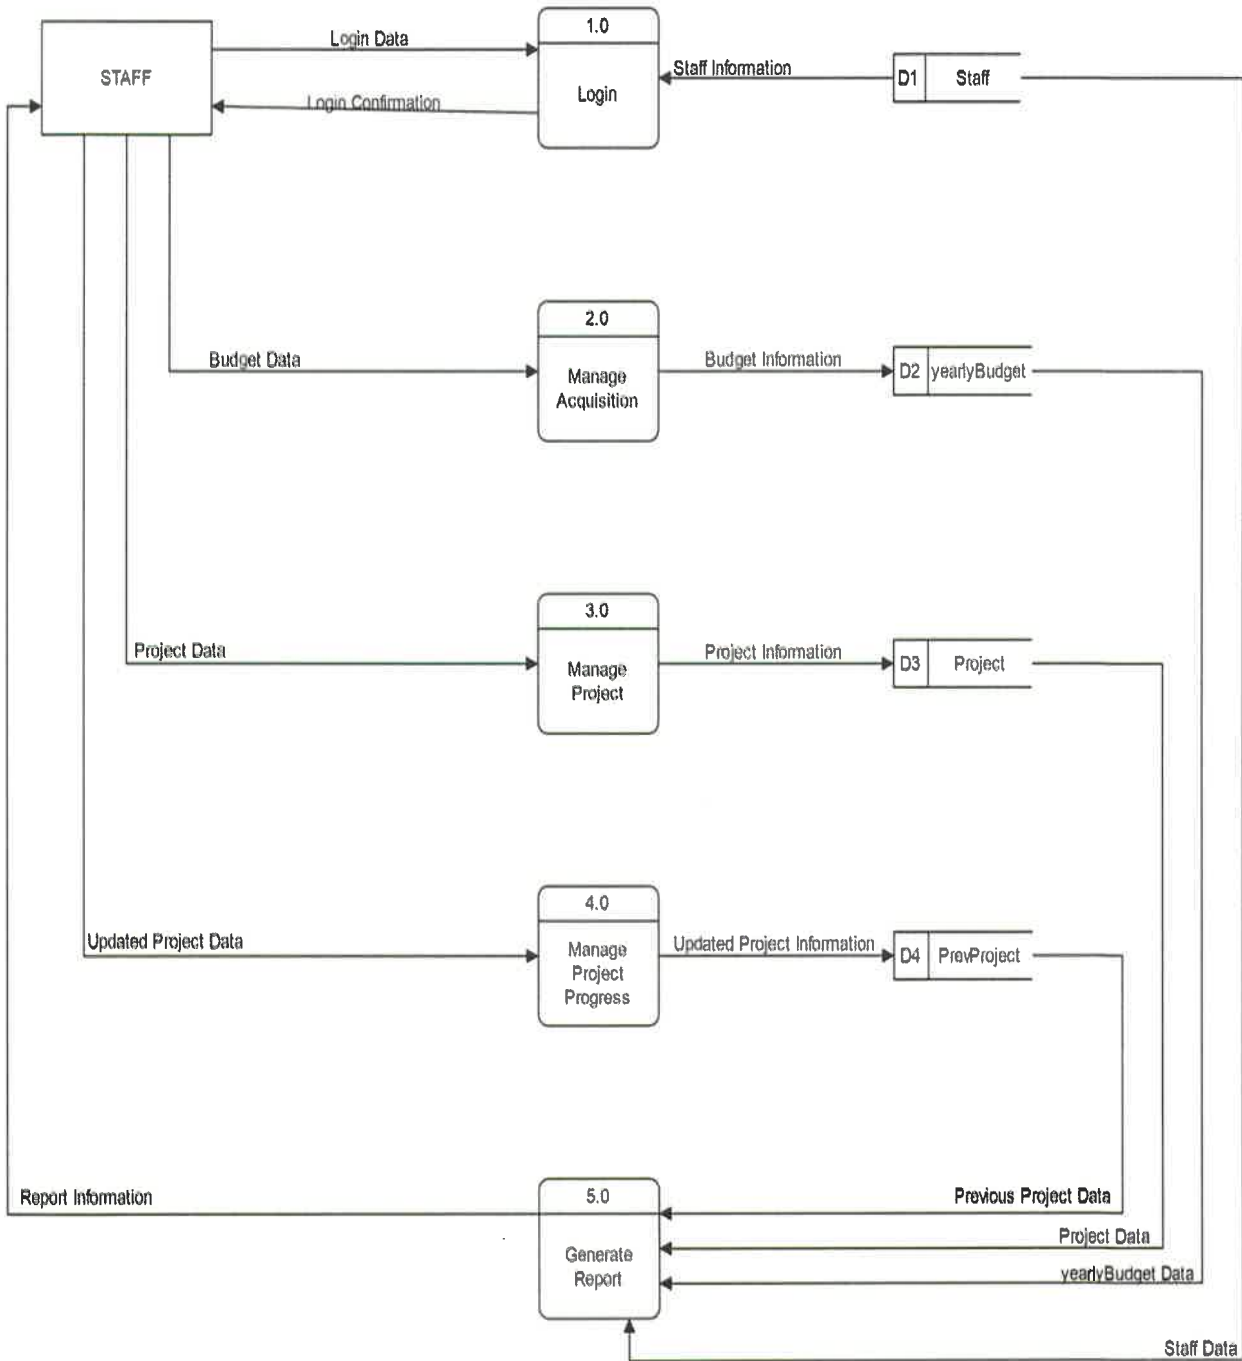 1.0
Login Data
STAFF
Staff Information
D1
Staff
Login
Login Confirmation
2.0
Budget Data
Budget Information
D2
yearlyBudget
Manage
Acquisition
3.0
Project Data
Project Information
D3
Project
Manage
Project
4.0
Updated Project Data
Updated Project Information
D4
PrevProject
Manage
Project
Progress
Report Information
5.0
Previous Project Data
Project Data
Generate
Report
yearlyBudget Data
Staff Data